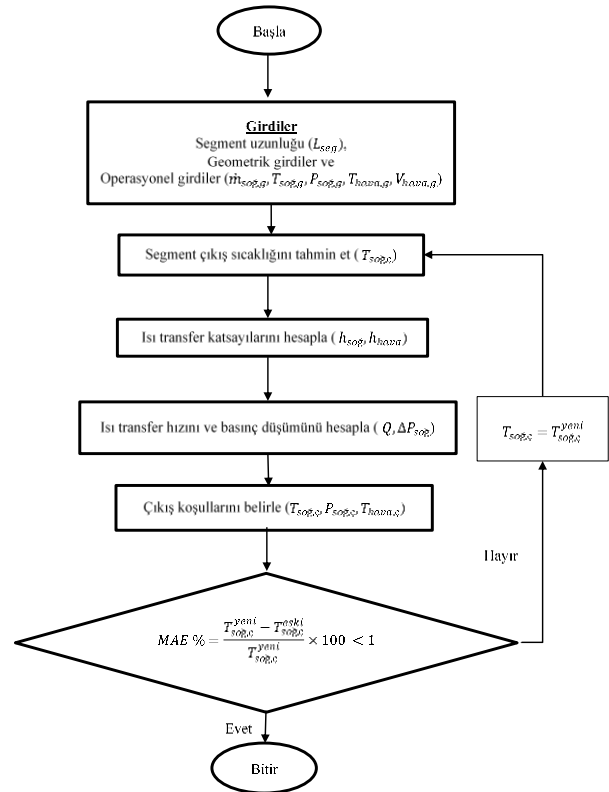 Başla
Girdiler
Segment uzunluğu (L_seg),
Geometrik girdiler ve
Operasyonel girdiler (ṁ_soğ,g, T_soğ,g, P_soğ,g, T_hava,g, V_hava,g)
Segment çıkış sıcaklığını tahmin et ( T_soğ,ç)
Isı transfer katsayılarını hesapla ( h_soğ, h_hava)
Isı transfer hızını ve basınç düşümünü hesapla ( Q, ΔP_soğ)
T_soğ,ç = T_soğ,ç^yeni
Çıkış koşullarını belirle (T_soğ,ç, P_soğ,ç, T_hava,ç)
Hayır
MAE % = (T_soğ,ç^yeni − T_soğ,ç^eski) / T_soğ,ç^yeni × 100 < 1
Evet
Bitir